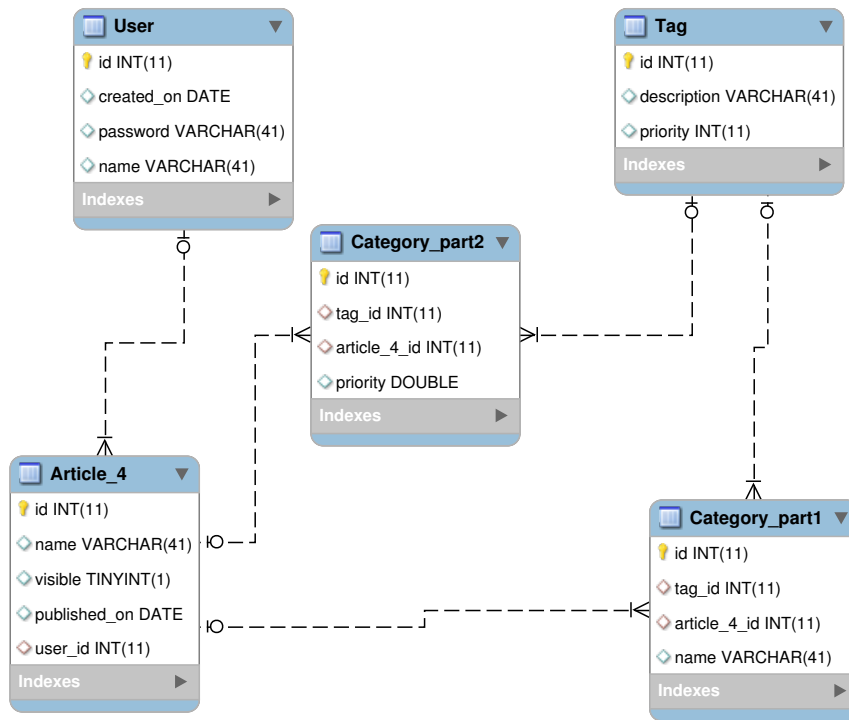 User
id INT(11)
created_on DATE
password VARCHAR(41)
name VARCHAR(41)
Indexes
Tag
id INT(11)
description VARCHAR(41)
priority INT(11)
Indexes
Category_part2
id INT(11)
tag_id INT(11)
article_4_id INT(11)
priority DOUBLE
Indexes
Article_4
id INT(11)
name VARCHAR(41)
visible TINYINT(1)
published_on DATE
user_id INT(11)
Indexes
Category_part1
id INT(11)
tag_id INT(11)
article_4_id INT(11)
name VARCHAR(41)
Indexes